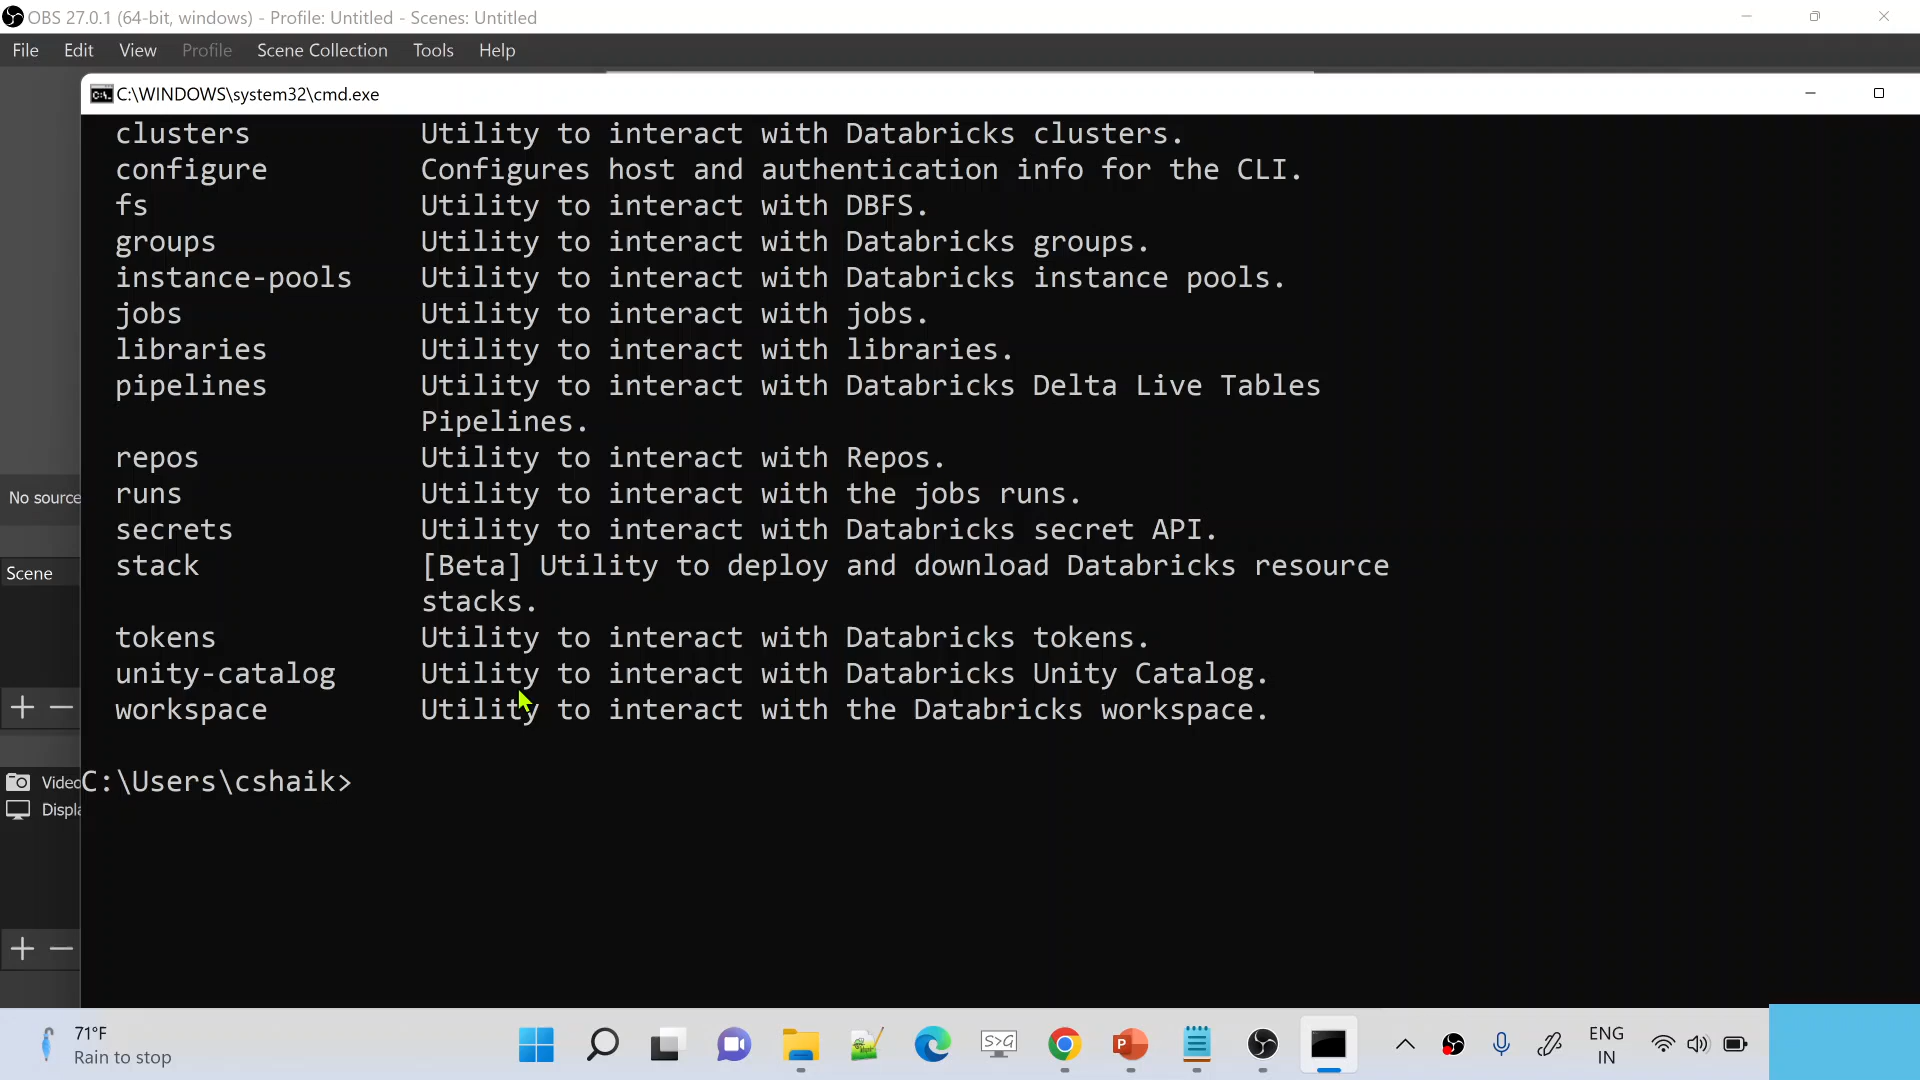 OBS 27.0.1 (64-bit, windows) - Profile: Untitled - Scenes: Untitled
File Edit View Profile Scene Collection Tools Help
C:\WINDOWS\system32\cmd.exe
clusters Utility to interact with Databricks clusters.
configure Configures host and authentication info for the CLI.
fs Utility to interact with DBFS.
groups Utility to interact with Databricks groups.
instance-pools Utility to interact with Databricks instance pools.
jobs Utility to interact with jobs.
libraries Utility to interact with libraries.
pipelines Utility to interact with Databricks Delta Live Tables
Pipelines.
repos Utility to interact with Repos.
runs Utility to interact with the jobs runs.
secrets Utility to interact with Databricks secret API.
stack [Beta] Utility to deploy and download Databricks resource
stacks.
tokens Utility to interact with Databricks tokens.
unity-catalog Utility to interact with Databricks Unity Catalog.
workspace Utility to interact with the Databricks workspace.
C:\Users\cshaik>
No source
Scene
Video
Displa
71°F
Rain to stop
S>G
P
ENG
IN